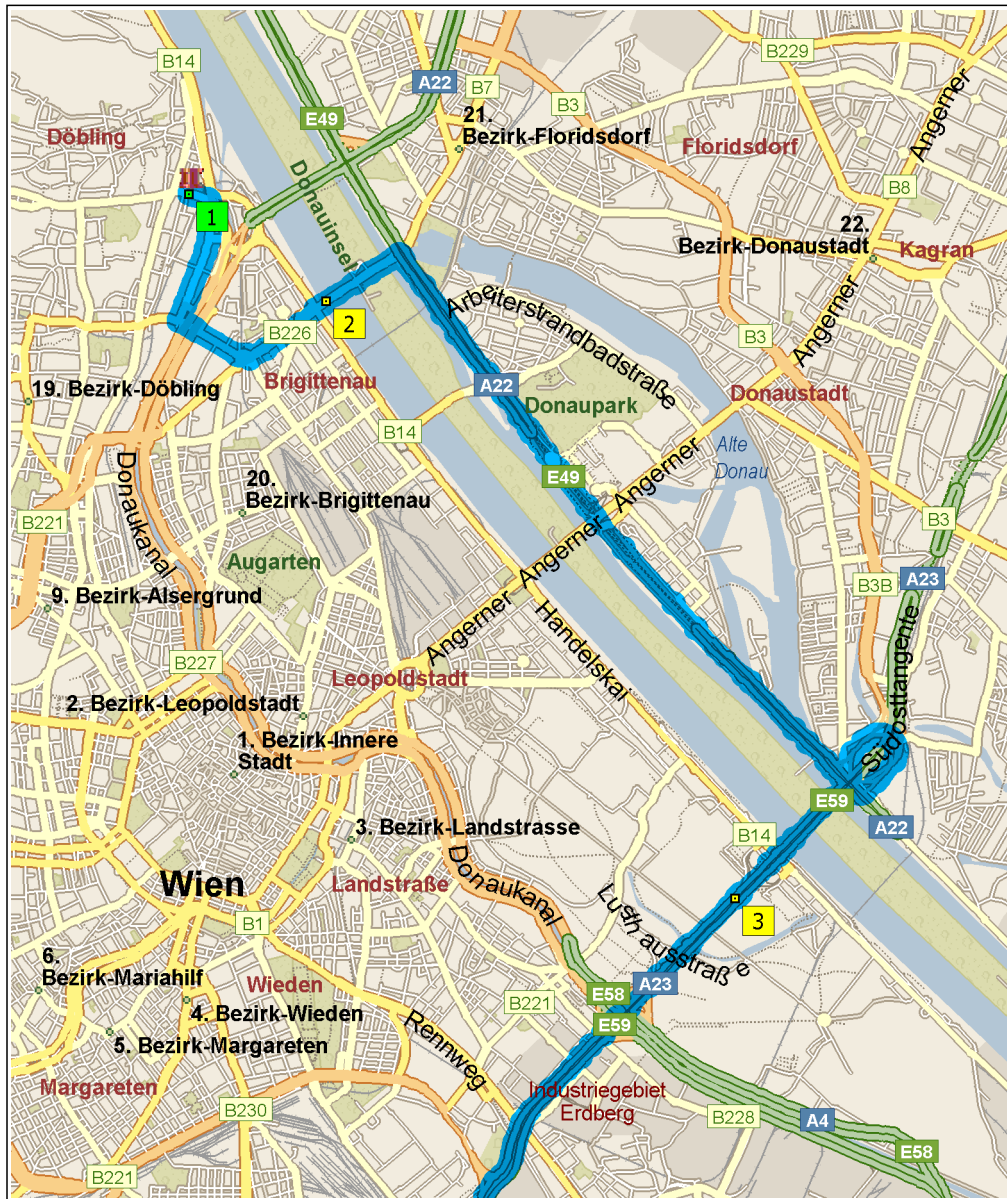 B14
B229
A22
B7
E49
B3
21.
Bezirk-Floridsdorf
Angerner
Döbling
Floridsdorf
Donauinsel
B8
1
22.
Bezirk-Donaustadt
Kagran
Arbeiterstrandbadstraße
2
B226
B3
Angerner
Brigittenau
19. Bezirk-Döbling
A22
Donaupark
Donaustadt
B14
Alte
Donau
Donaukanal
E49
Angerner
20.
Bezirk-Brigittenau
B221
B3
Augarten
Angerner
A23
B3B
9. Bezirk-Alsergrund
Angerner
Handelskai
B227
Leopoldstadt
2. Bezirk-Leopoldstadt
Südosttangente
1. Bezirk-Innere
Stadt
E59
A22
3. Bezirk-Landstrasse
B14
Donaukanal
Wien
Landstraße
B1
3
Lusthausstraße
6.
Bezirk-Mariahilf
Wieden
A23
E58
B221
4. Bezirk-Wieden
E59
Rennweg
5. Bezirk-Margareten
Margareten
Industriegebiet
Erdberg
B230
B228
A4
E58
B221